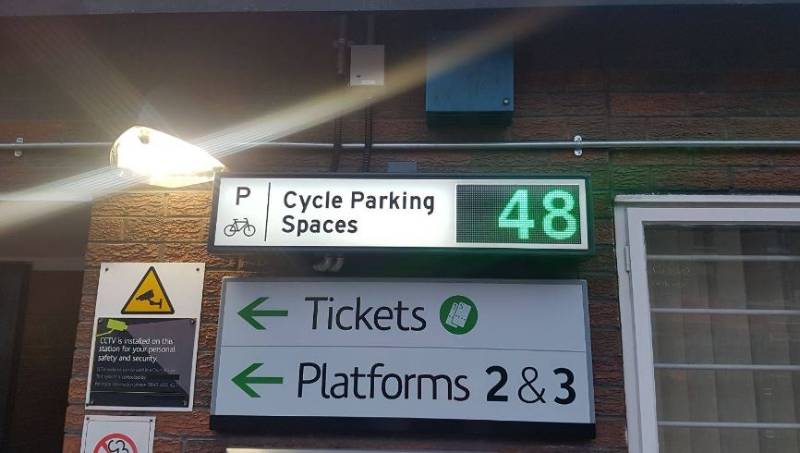 P
Cycle Parking
Spaces
48
Tickets
Platforms 2 & 3
CCTV is installed on this
station for your personal
safety and security.